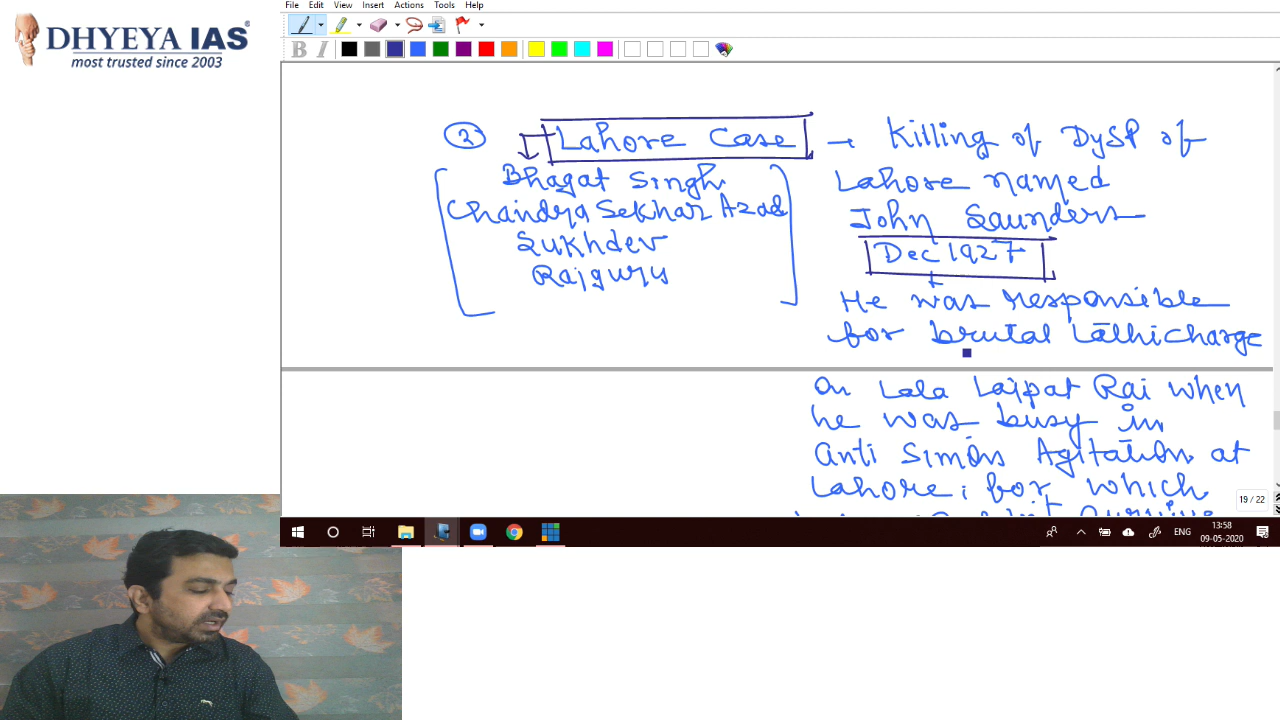 DHYEYA IAS®
most trusted since 2003
File Edit View Insert Actions Tools Help
B I
2 Lahore Case → Killing of DySP of
Bhagat Singh
Chandra Sekhar Azad
Sukhdev
Rajguru
Lahore named
John Saunders
Dec 1927
He was responsible
for brutal Lathicharge
On Lala Lajpat Rai when
he was busy in
Anti Simon Agitation at
Lahore; for which
19 / 22
ENG
13:58
09-05-2020